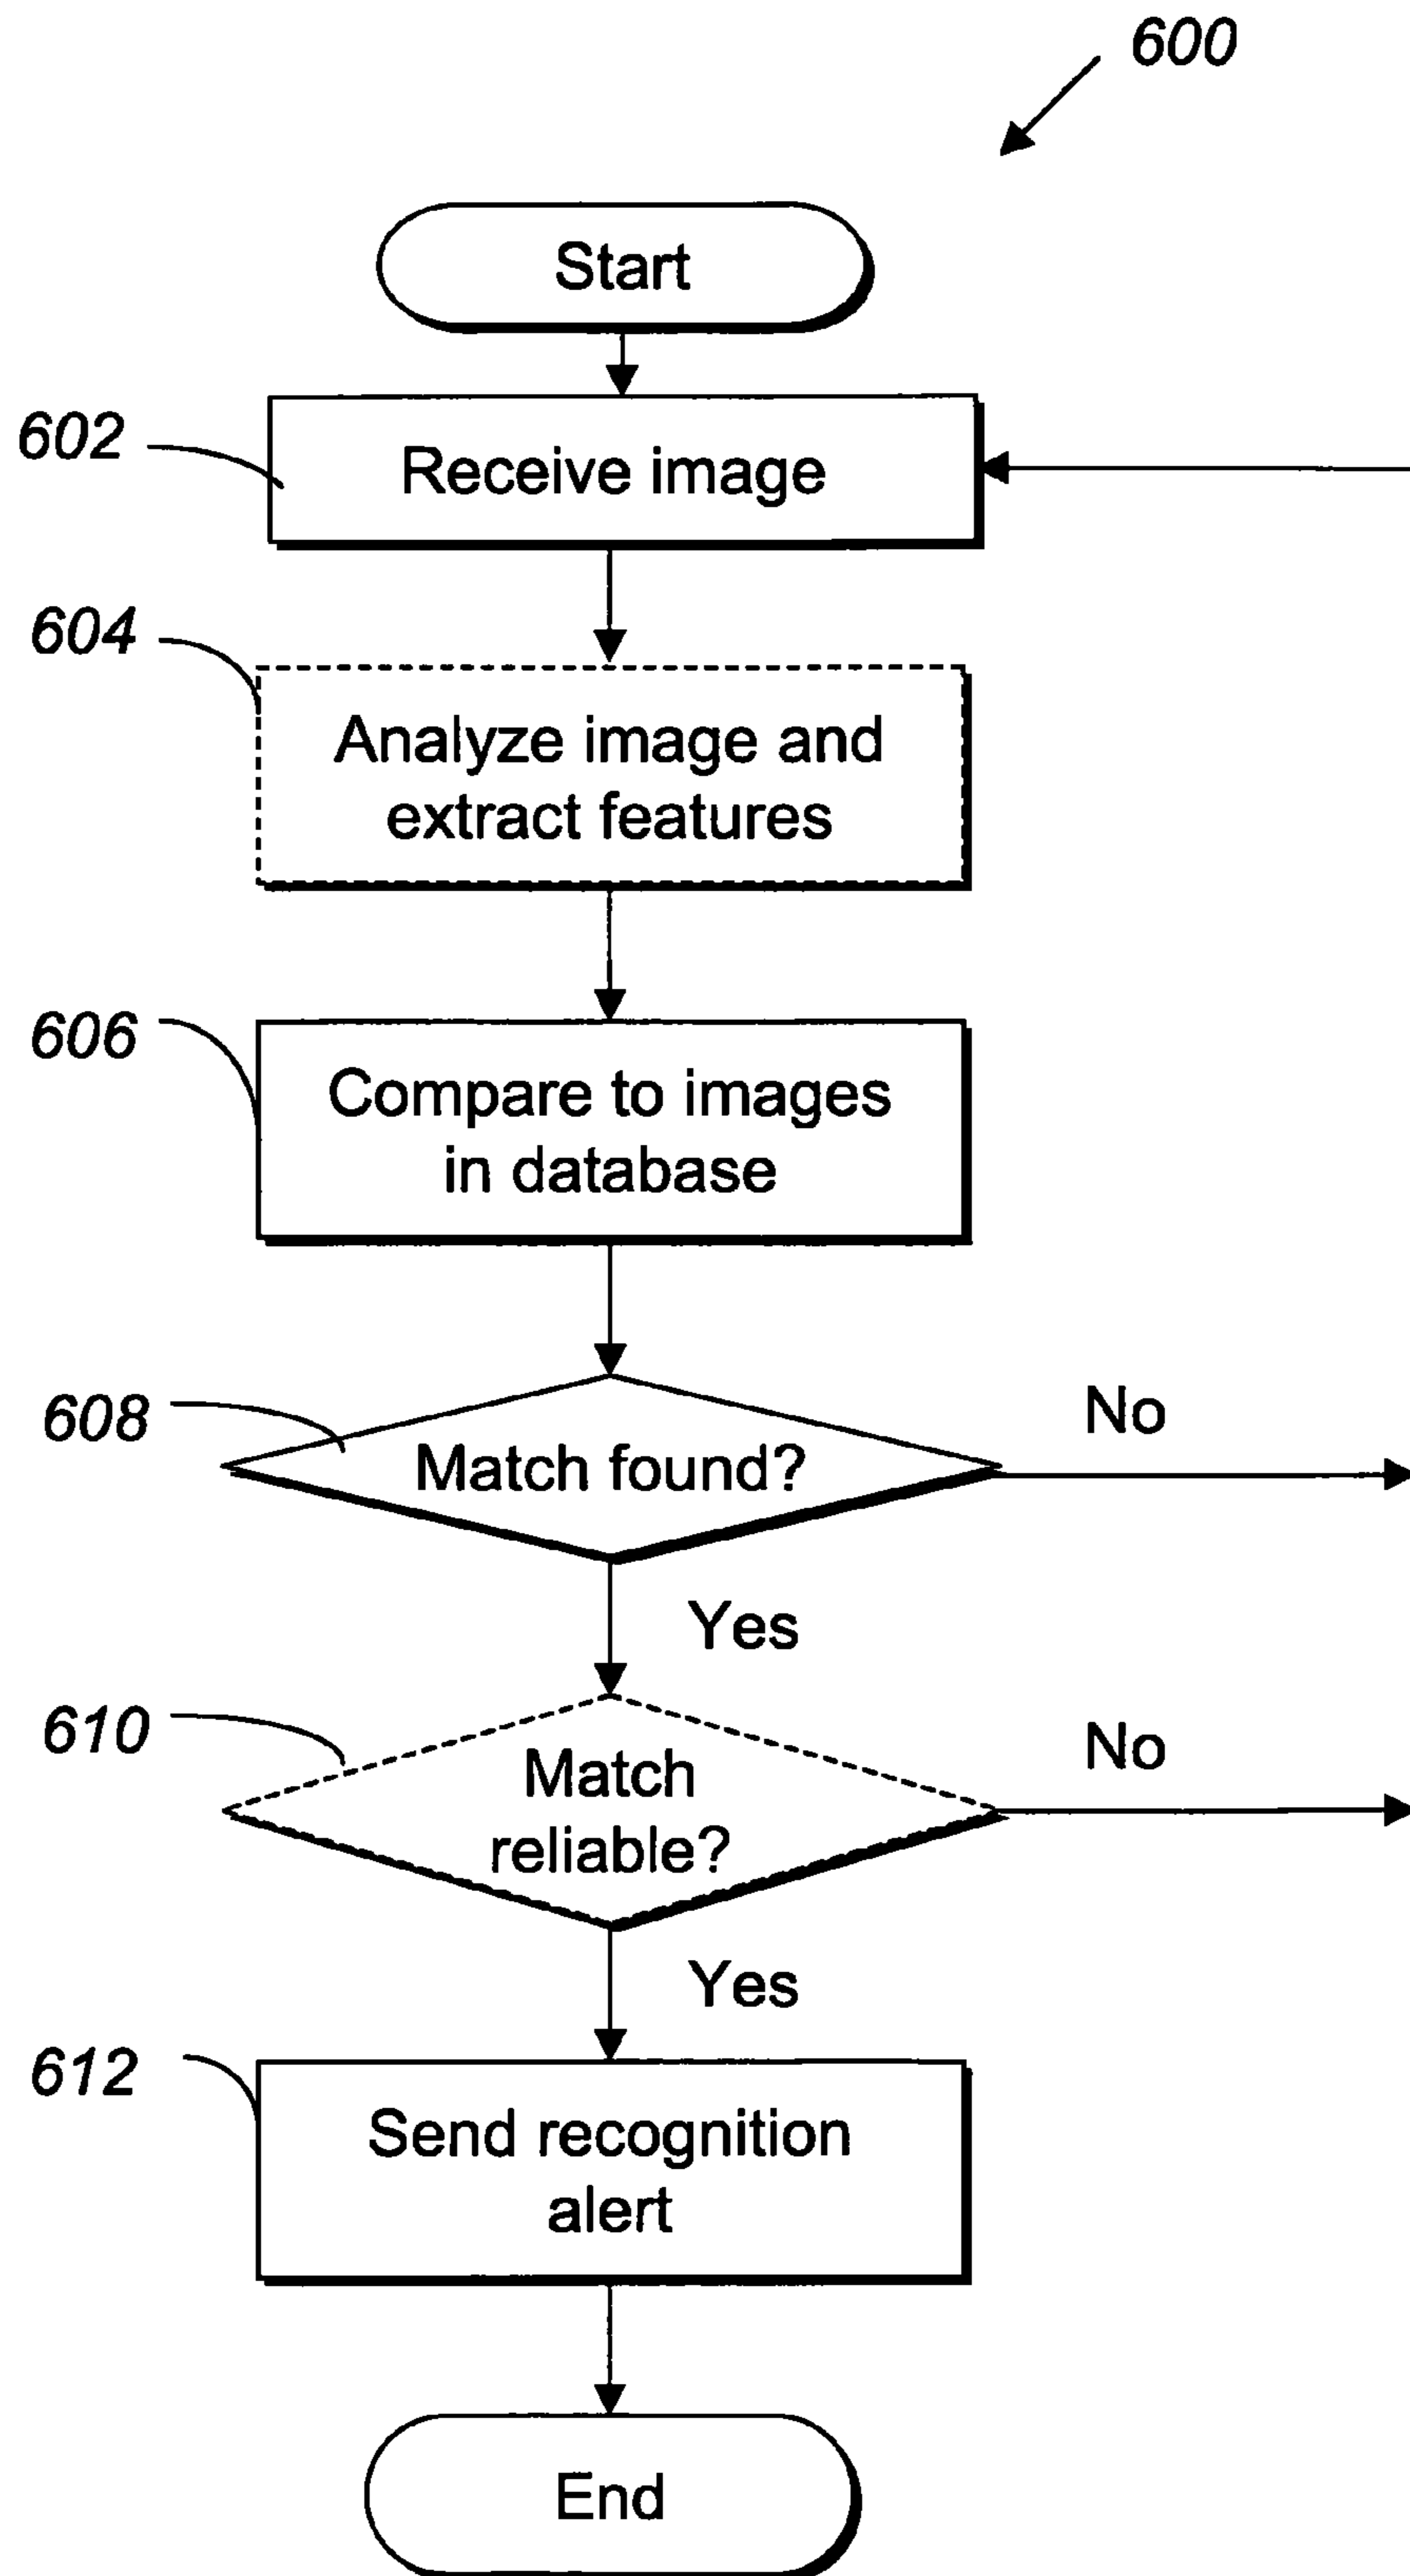 600
Start
602
Receive image
604
Analyze image and
extract features
606
Compare to images
in database
608
Match found?
No
Yes
610
Match
reliable?
No
Yes
612
Send recognition
alert
End